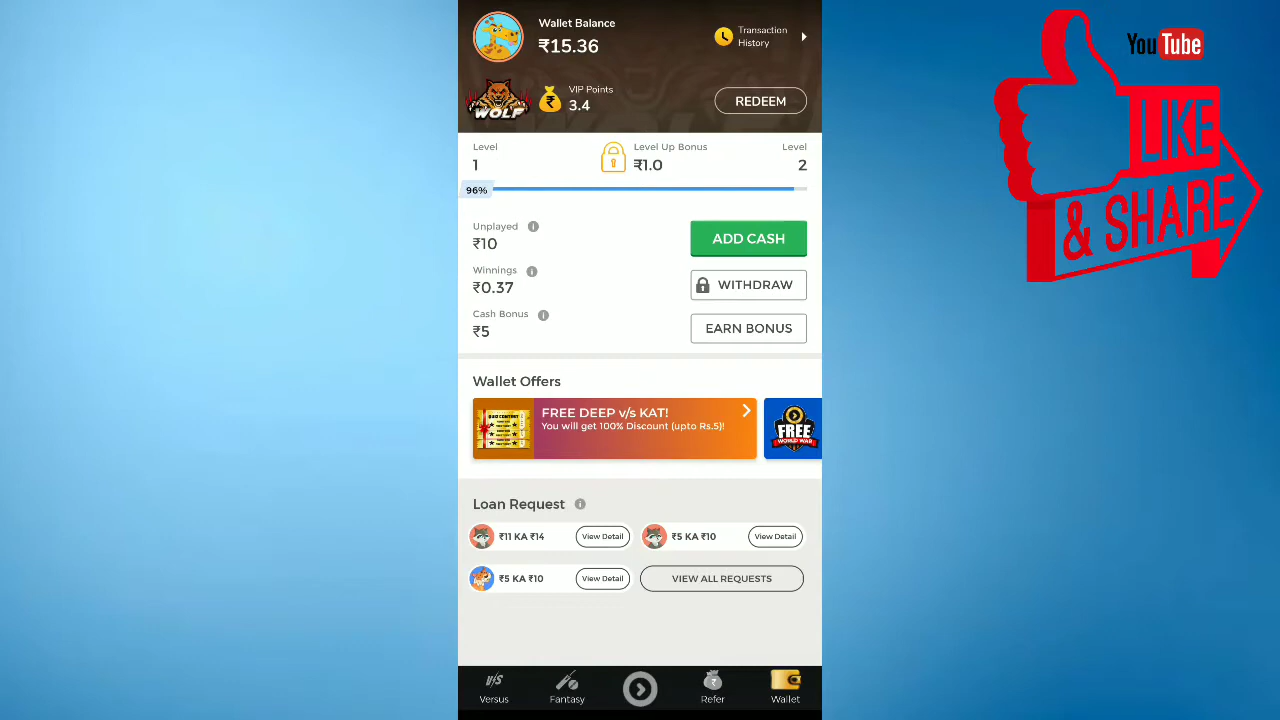 Wallet Balance
₹15.36
Transaction
History
WOLF
VIP Points
3.4
REDEEM
Level
1
Level Up Bonus
₹1.0
Level
2
96%
Unplayed
₹10
ADD CASH
Winnings
₹0.37
WITHDRAW
Cash Bonus
₹5
EARN BONUS
Wallet Offers
QUIZ CONTEST
FREE DEEP v/s KAT!
You will get 100% Discount (upto Rs.5)!
FREE
WORLD WAR
Loan Request
₹11 KA ₹14
View Detail
₹5 KA ₹10
View Detail
₹5 KA ₹10
View Detail
VIEW ALL REQUESTS
V/S
Versus
Fantasy
Refer
Wallet
YouTube
LIKE
& SHARE